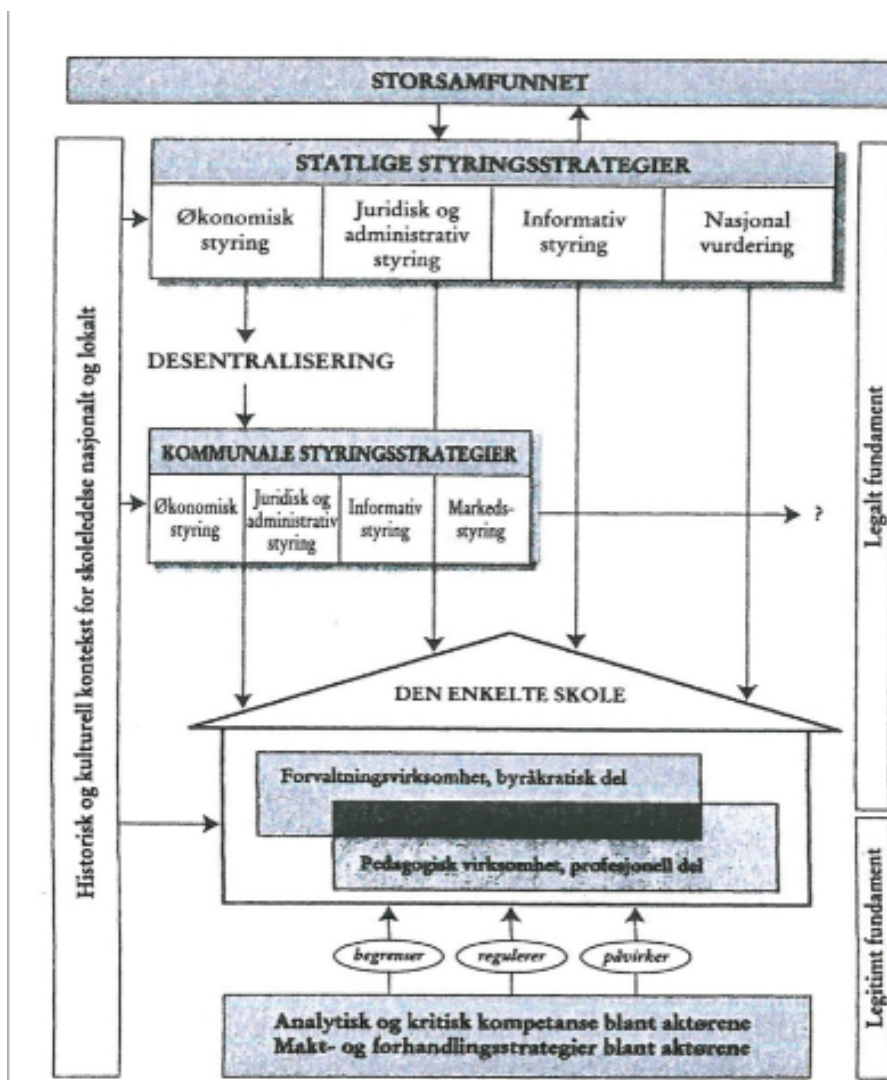 STORSAMFUNNET
STATLIGE STYRINGSSTRATEGIER
Økonomisk
styring
Juridisk og
administrativ
styring
Informativ
styring
Nasjonal
vurdering
DESENTRALISERING
KOMMUNALE STYRINGSSTRATEGIER
Økonomisk
styring
Juridisk og
administrativ
styring
Informativ
styring
Markeds-
styring
?
Historisk og kulturell kontekst for skoleledelse nasjonalt og lokalt
Legalt fundament
DEN ENKELTE SKOLE
Forvaltningsvirksomhet, byråkratisk del
Pedagogisk virksomhet, profesjonell del
begrenser
regulerer
påvirker
Legitimt fundament
Analytisk og kritisk kompetanse blant aktørene
Makt- og forhandlingsstrategier blant aktørene